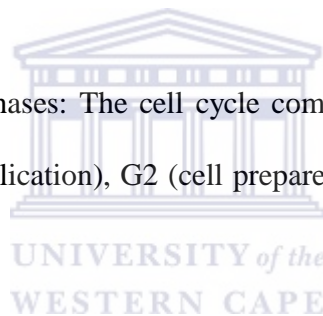 hases: The cell cycle com
lication), G2 (cell prepare
UNIVERSITY of the
WESTERN CAPE